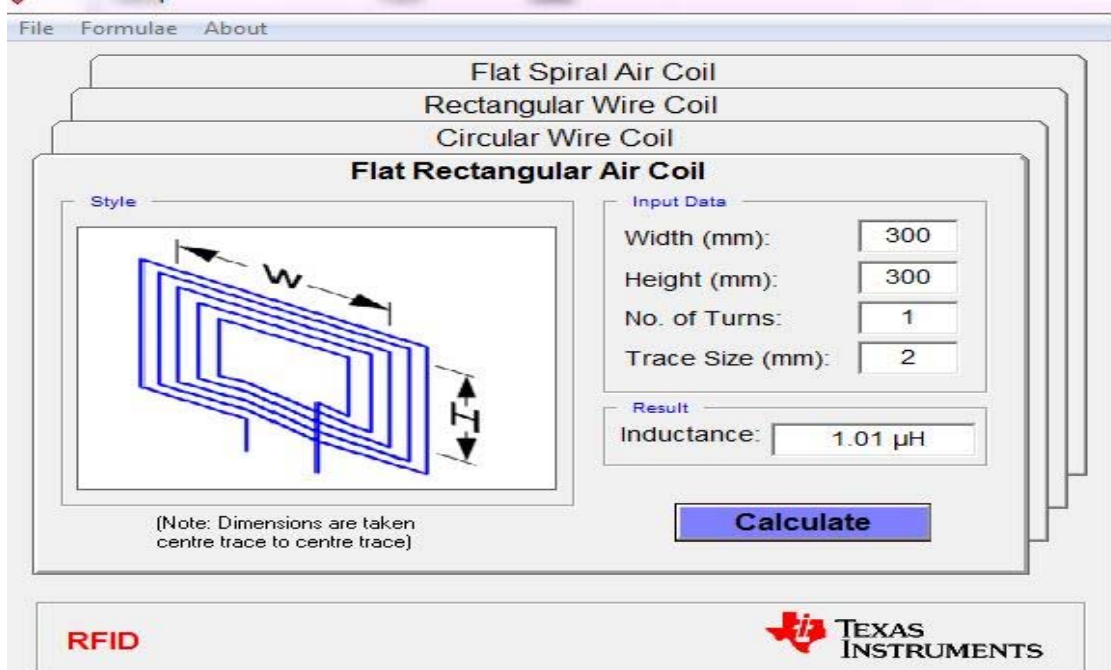 File Formulae About
Flat Spiral Air Coil
Rectangular Wire Coil
Circular Wire Coil
Flat Rectangular Air Coil
Style
W
H
(Note: Dimensions are taken
centre trace to centre trace)
Input Data
Width (mm): 300
Height (mm): 300
No. of Turns: 1
Trace Size (mm): 2
Result
Inductance: 1.01 µH
Calculate
RFID
TEXAS
INSTRUMENTS